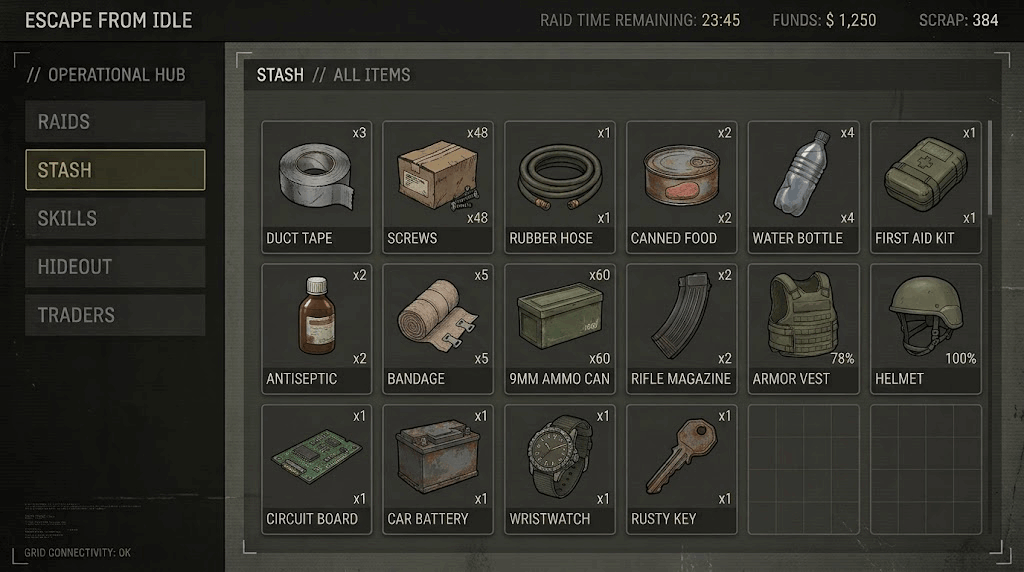 ESCAPE FROM IDLE
RAID TIME REMAINING: 23:45 FUNDS: $ 1,250 SCRAP: 384
// OPERATIONAL HUB
RAIDS
STASH
SKILLS
HIDEOUT
TRADERS
GRID CONNECTIVITY: OK
STASH // ALL ITEMS
x3 x48 x1 x2 x4 x1
x48 x1 x2 x4 x1
DUCT TAPE SCREWS RUBBER HOSE CANNED FOOD WATER BOTTLE FIRST AID KIT
x2 x5 x60 x2
x2 x5 x60 x2 78% 100%
ANTISEPTIC BANDAGE 9MM AMMO CAN RIFLE MAGAZINE ARMOR VEST HELMET
x1 x1 x1 x1
x1 x1 x1 x1
CIRCUIT BOARD CAR BATTERY WRISTWATCH RUSTY KEY